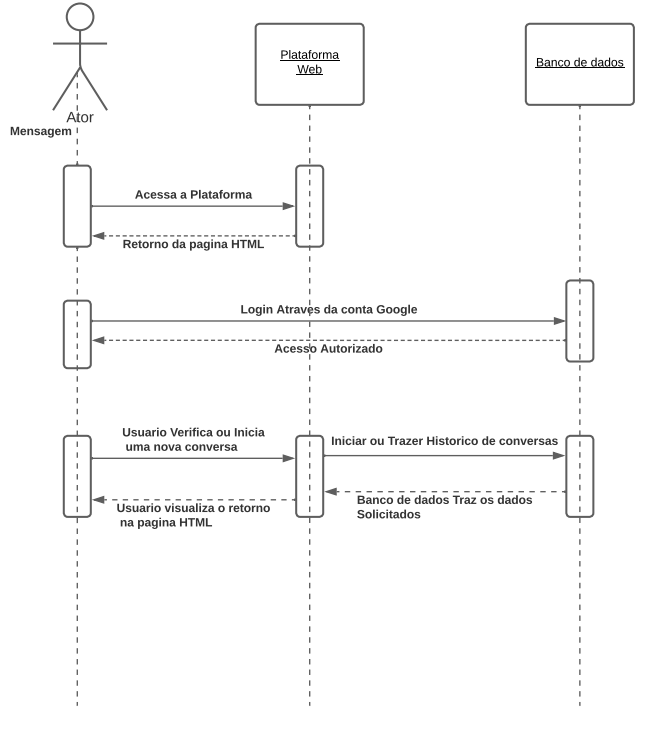 Plataforma
Web
Banco de dados
Ator
Mensagem
Acessa a Plataforma
Retorno da pagina HTML
Login Atraves da conta Google
Acesso Autorizado
Usuario Verifica ou Inicia
uma nova conversa
Iniciar ou Trazer Historico de conversas
Banco de dados Traz os dados
Solicitados
Usuario visualiza o retorno
na pagina HTML